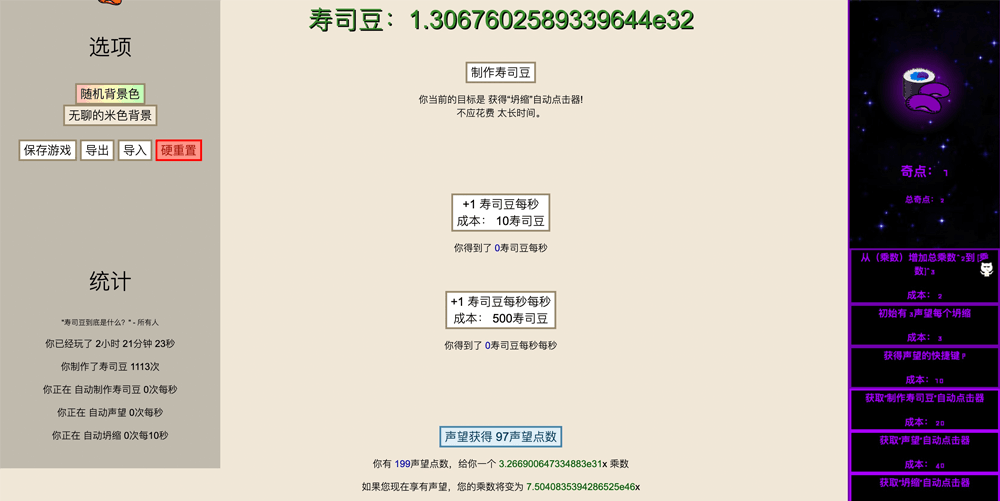 选项
随机背景色
无聊的米色背景
保存游戏 导出 导入 硬重置
统计
"寿司豆到底是什么？" - 所有人
你已经玩了 2小时 21分钟 23秒
你制作了寿司豆 1113次
你正在 自动制作寿司豆 0次每秒
你正在 自动声望 0次每秒
你正在 自动坍缩 0次每10秒
寿司豆：1.3067602589339644e32
制作寿司豆
你当前的目标是 获得"坍缩"自动点击器!
不应花费 太长时间。
+1 寿司豆每秒
成本： 10寿司豆
你得到了 0寿司豆每秒
+1 寿司豆每秒每秒
成本： 500寿司豆
你得到了 0寿司豆每秒每秒
声望获得 97声望点数
你有 199声望点数，给你一个 3.266900647334883e31x 乘数
如果您现在享有声望，您的乘数将变为 7.5040835394286525e46x
奇点： 1
总奇点： 2
从（乘数）增加总乘数^2到 [乘
数]^3
成本： 2
初始有 3声望每个坍缩
成本： 3
获得声望的快捷键P
成本： 10
获取"制作寿司豆"自动点击器
成本： 20
获取"声望"自动点击器
成本： 40
获取"坍缩"自动点击器